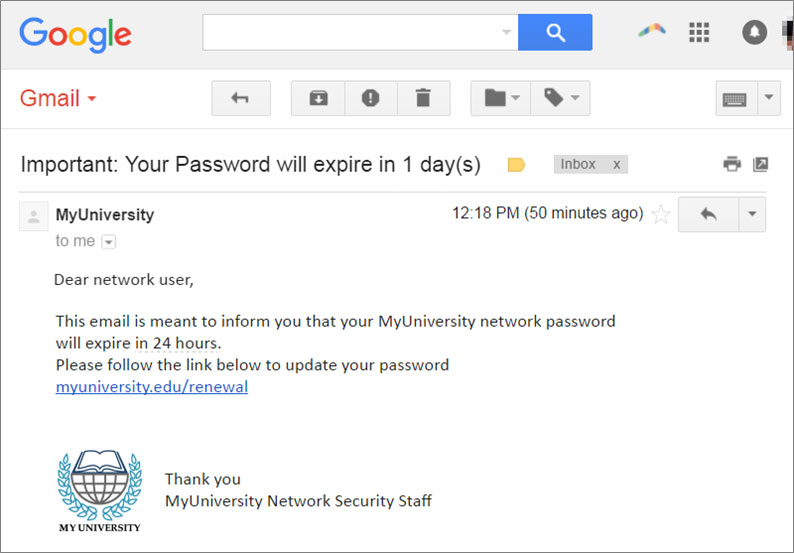 Google
Gmail
Important: Your Password will expire in 1 day(s)
Inbox x
MyUniversity
12:18 PM (50 minutes ago)
to me
Dear network user,
This email is meant to inform you that your MyUniversity network password
will expire in 24 hours.
Please follow the link below to update your password
myuniversity.edu/renewal
Thank you
MyUniversity Network Security Staff
MY UNIVERSITY